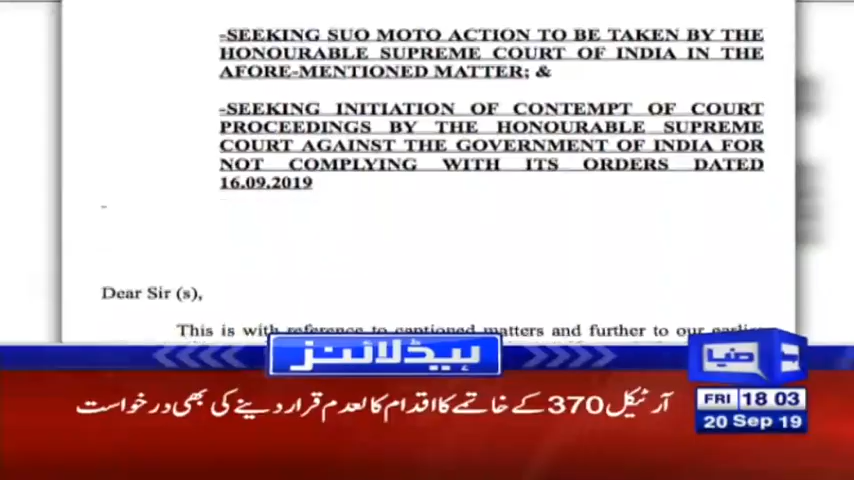 -SEEKING SUO MOTO ACTION TO BE TAKEN BY THE
HONOURABLE SUPREME COURT OF INDIA IN THE
AFORE-MENTIONED MATTER; &
-SEEKING INITIATION OF CONTEMPT OF COURT
PROCEEDINGS BY THE HONOURABLE SUPREME
COURT AGAINST THE GOVERNMENT OF INDIA FOR
NOT COMPLYING WITH ITS ORDERS DATED
16.09.2019
Dear Sir (s),
This is with reference to captioned matters and further to our earlier
ہیڈلائنز
دنیا
آرٹیکل 370 کے خاتمے کا اقدام کالعدم قرار دینے کی بھی درخواست
FRI 18 03
20 Sep 19